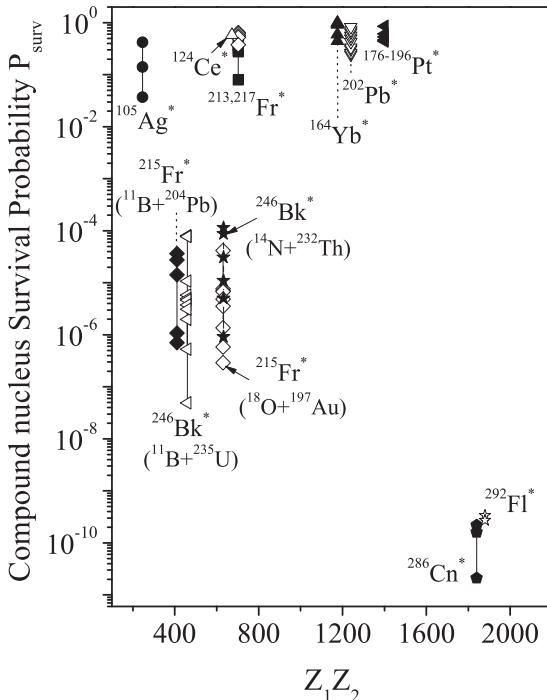 Compound nucleus Survival Probability P_surv
10^0
10^-2
10^-4
10^-6
10^-8
10^-10
400
800
1200
1600
2000
Z_1Z_2
^105Ag^*
^124Ce^*
^213,217Fr^*
^176-196Pt^*
^202Pb^*
^164Yb^*
^215Fr^*
(^11B+^204Pb)
^246Bk^*
(^14N+^232Th)
^215Fr^*
(^18O+^197Au)
^246Bk^*
(^11B+^235U)
^292Fl^*
^286Cn^*